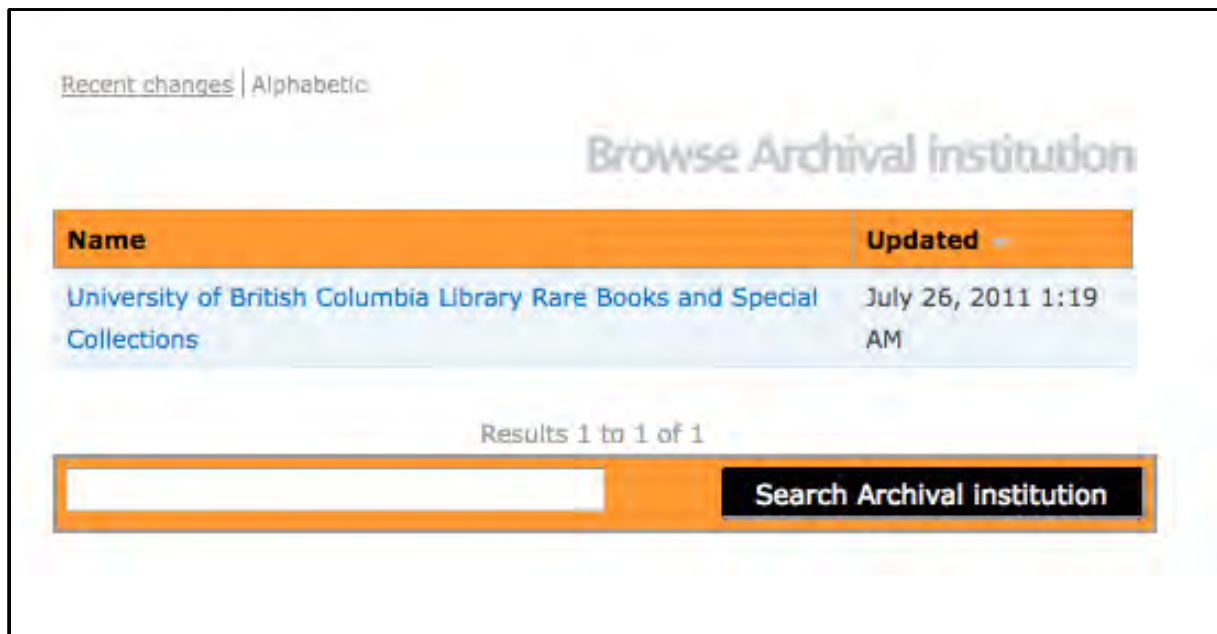 Recent changes | Alphabetic
Browse Archival institution
Name Updated
University of British Columbia Library Rare Books and Special Collections
July 26, 2011 1:19 AM
Results 1 to 1 of 1
Search Archival institution